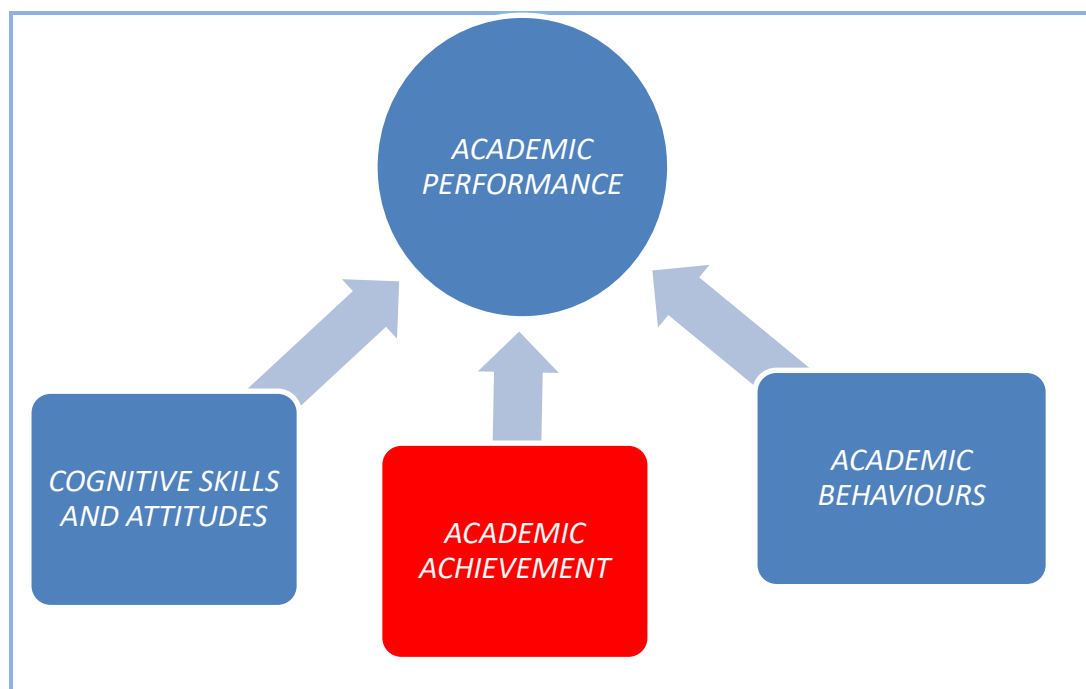 ACADEMIC
PERFORMANCE
COGNITIVE SKILLS
AND ATTITUDES
ACADEMIC
ACHIEVEMENT
ACADEMIC
BEHAVIOURS